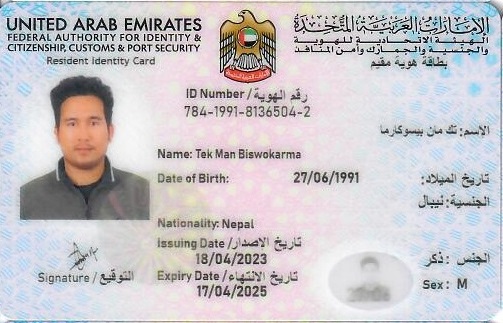 UNITED ARAB EMIRATES
FEDERAL AUTHORITY FOR IDENTITY &
CITIZENSHIP, CUSTOMS & PORT SECURITY
Resident Identity Card
الإمارات العربية المتحدة
الهيئة الاتحادية للهوية
والجنسية والجمارك وأمن المنافذ
بطاقة هوية مقيم
ID Number / رقم الهوية
784-1991-8136504-2
الإسم: تك مان بيسوكارما
Name: Tek Man Biswokarma
Date of Birth: 27/06/1991 تاريخ الميلاد:
الجنسية: نيبال
Nationality: Nepal
Issuing Date / تاريخ الاصدار
18/04/2023
Expiry Date / تاريخ الانتهاء
17/04/2025
Signature / التوقيع
الجنس: ذكر
Sex: M